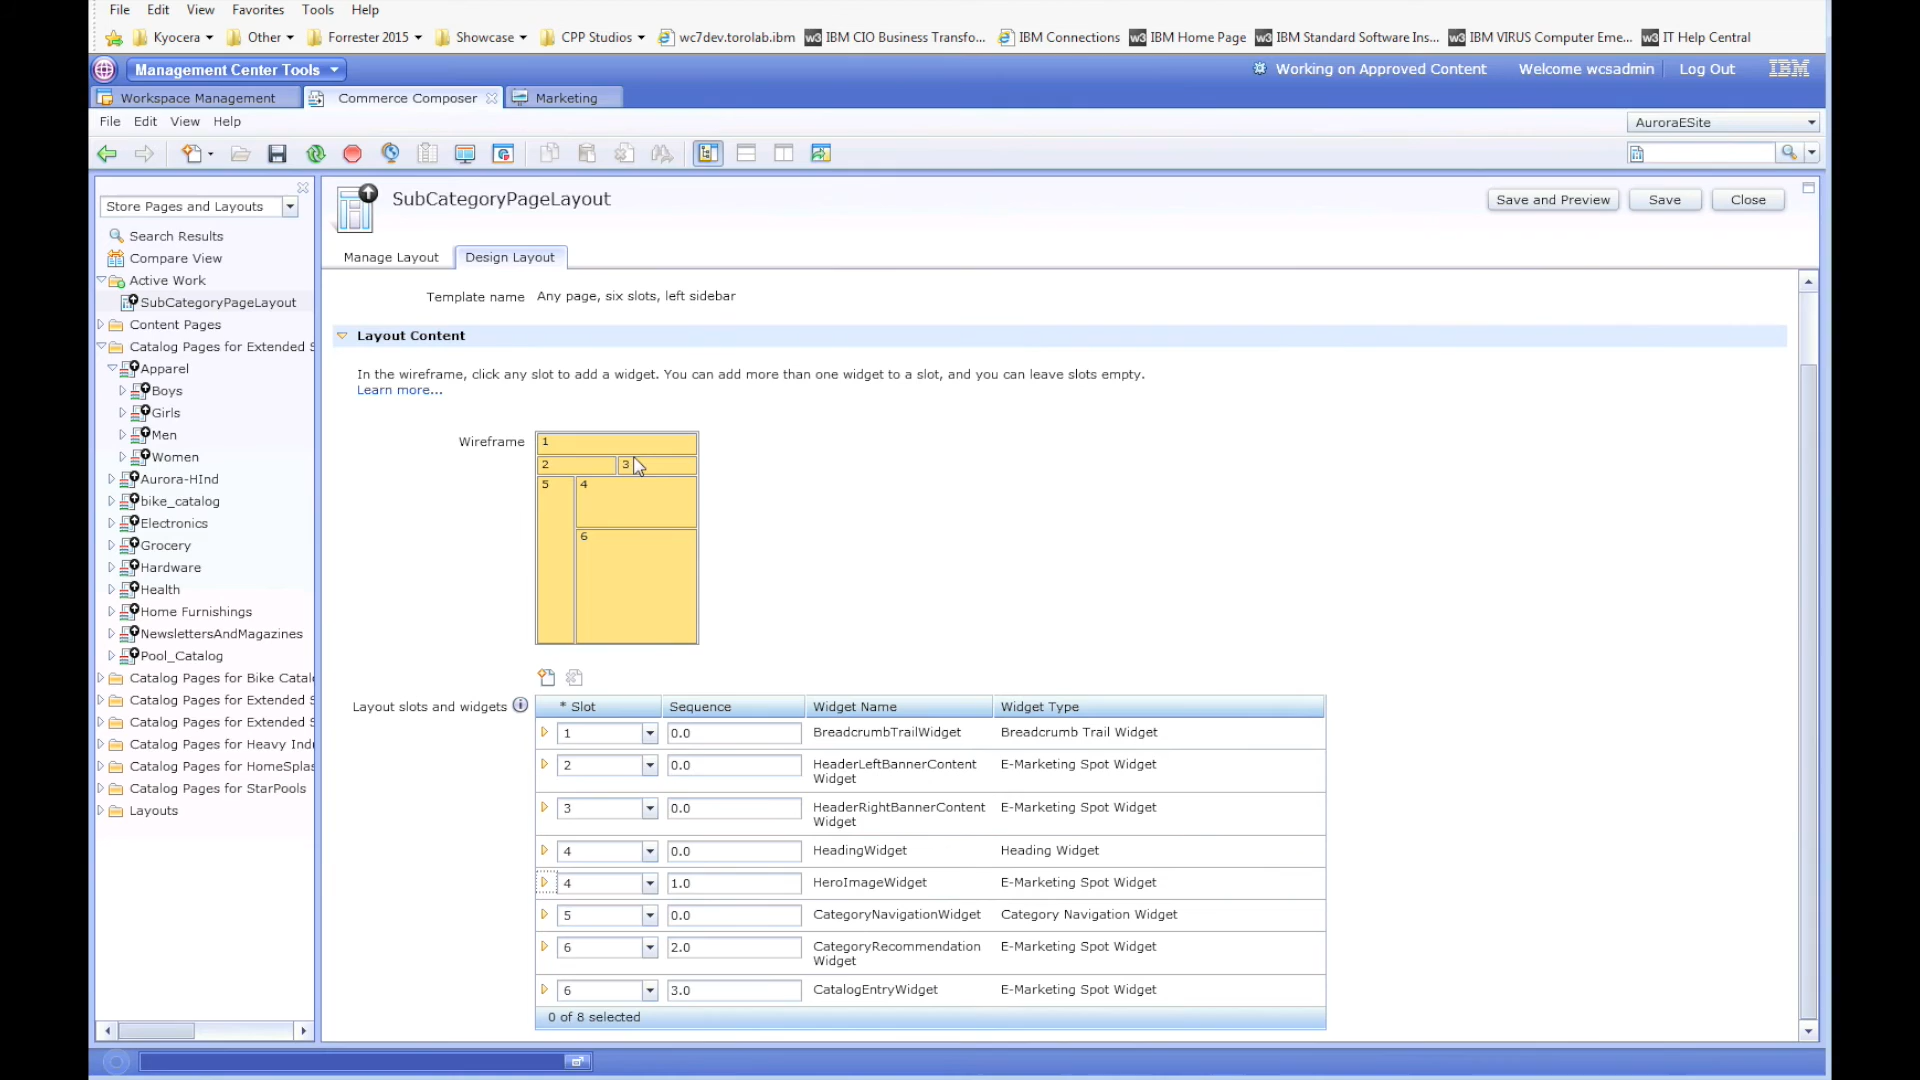 File Edit View Favorites Tools Help
Kyocera Other Forrester 2015 Showcase CPP Studios wc7dev.torolab.ibm w3 IBM CIO Business Transfo... IBM Connections w3 IBM Home Page w3 IBM Standard Software Ins... w3 IBM VIRUS Computer Eme... w3 IT Help Central
Management Center Tools Working on Approved Content Welcome wcsadmin Log Out IBM
Workspace Management Commerce Composer Marketing
File Edit View Help AuroraESite
Store Pages and Layouts
Search Results
Compare View
Active Work
SubCategoryPageLayout
Content Pages
Catalog Pages for Extended S
Apparel
Boys
Girls
Men
Women
Aurora-HInd
bike_catalog
Electronics
Grocery
Hardware
Health
Home Furnishings
NewslettersAndMagazines
Pool_Catalog
Catalog Pages for Bike Catal
Catalog Pages for Extended S
Catalog Pages for Extended S
Catalog Pages for Heavy Indu
Catalog Pages for HomeSplas
Catalog Pages for StarPools
Layouts
SubCategoryPageLayout Save and Preview Save Close
Manage Layout Design Layout
Template name Any page, six slots, left sidebar
Layout Content
In the wireframe, click any slot to add a widget. You can add more than one widget to a slot, and you can leave slots empty.
Learn more...
Wireframe 1
2 3
5 4
6
Layout slots and widgets * Slot Sequence Widget Name Widget Type
1 0.0 BreadcrumbTrailWidget Breadcrumb Trail Widget
2 0.0 HeaderLeftBannerContent E-Marketing Spot Widget
Widget
3 0.0 HeaderRightBannerContent E-Marketing Spot Widget
Widget
4 0.0 HeadingWidget Heading Widget
4 1.0 HeroImageWidget E-Marketing Spot Widget
5 0.0 CategoryNavigationWidget Category Navigation Widget
6 2.0 CategoryRecommendation E-Marketing Spot Widget
Widget
6 3.0 CatalogEntryWidget E-Marketing Spot Widget
0 of 8 selected